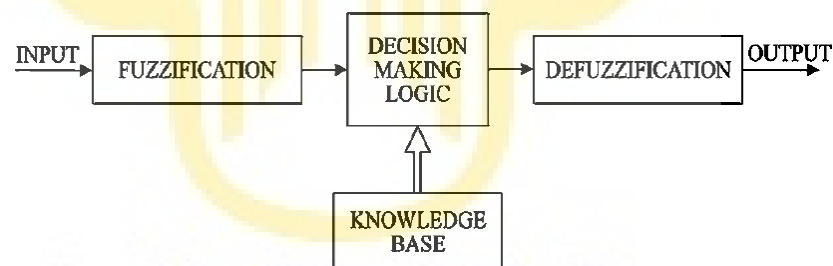 INPUT
FUZZIFICATION
DECISION
MAKING
LOGIC
DEFUZZIFICATION
OUTPUT
KNOWLEDGE
BASE